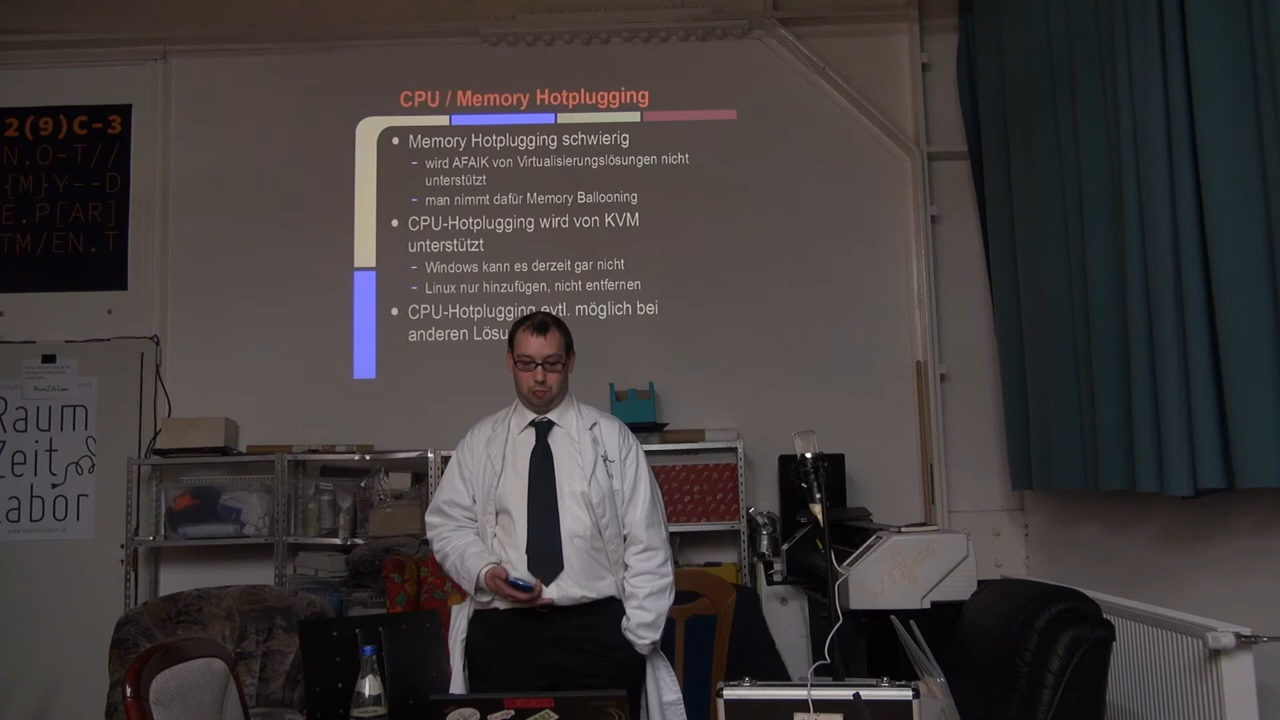 CPU / Memory Hotplugging
Memory Hotplugging schwierig
wird AFAIK von Virtualisierungslösungen nicht
unterstützt
man nimmt dafür Memory Ballooning
CPU-Hotplugging wird von KVM
unterstützt
Windows kann es derzeit gar nicht
Linux nur hinzufügen, nicht entfernen
CPU-Hotplugging evtl. möglich bei
anderen Lösu
2(9)C-3
N.O-T//
{M}Y--D
E.P[AR]
TM/EN.T
Raum
Zeit
Labor